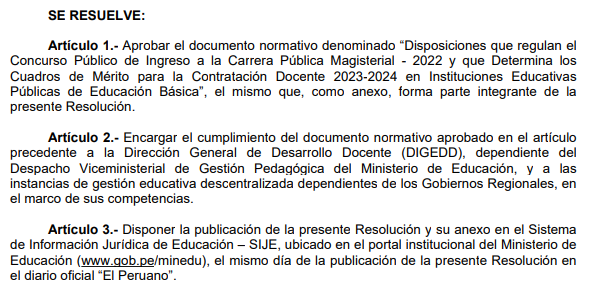 SE RESUELVE:
Artículo 1.- Aprobar el documento normativo denominado “Disposiciones que regulan el
Concurso Público de Ingreso a la Carrera Pública Magisterial - 2022 y que Determina los
Cuadros de Mérito para la Contratación Docente 2023-2024 en Instituciones Educativas
Públicas de Educación Básica”, el mismo que, como anexo, forma parte integrante de la
presente Resolución.
Artículo 2.- Encargar el cumplimiento del documento normativo aprobado en el artículo
precedente a la Dirección General de Desarrollo Docente (DIGEDD), dependiente del
Despacho Viceministerial de Gestión Pedagógica del Ministerio de Educación, y a las
instancias de gestión educativa descentralizada dependientes de los Gobiernos Regionales, en
el marco de sus competencias.
Artículo 3.- Disponer la publicación de la presente Resolución y su anexo en el Sistema
de Información Jurídica de Educación – SIJE, ubicado en el portal institucional del Ministerio de
Educación (www.gob.pe/minedu), el mismo día de la publicación de la presente Resolución en
el diario oficial “El Peruano”.